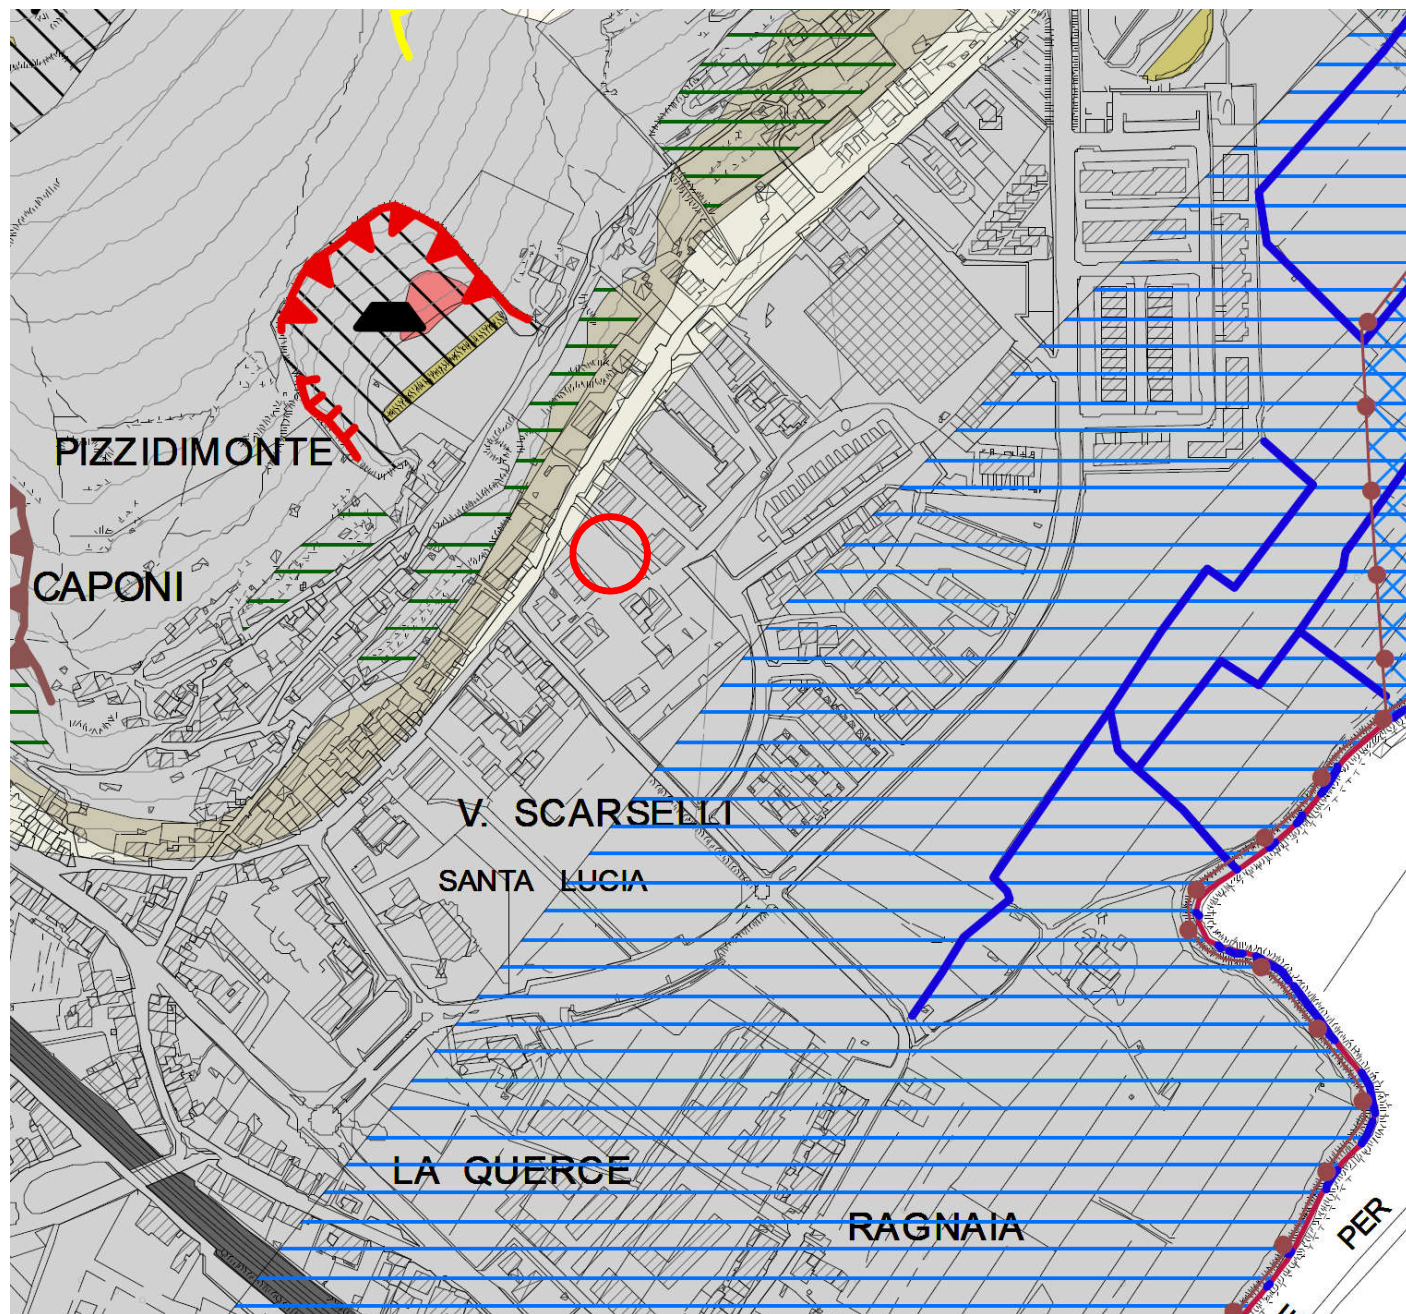 PIZZIDIMONTE
CAPONI
V. SCARSELLI
SANTA LUCIA
LA QUERCE
RAGNAIA
PER